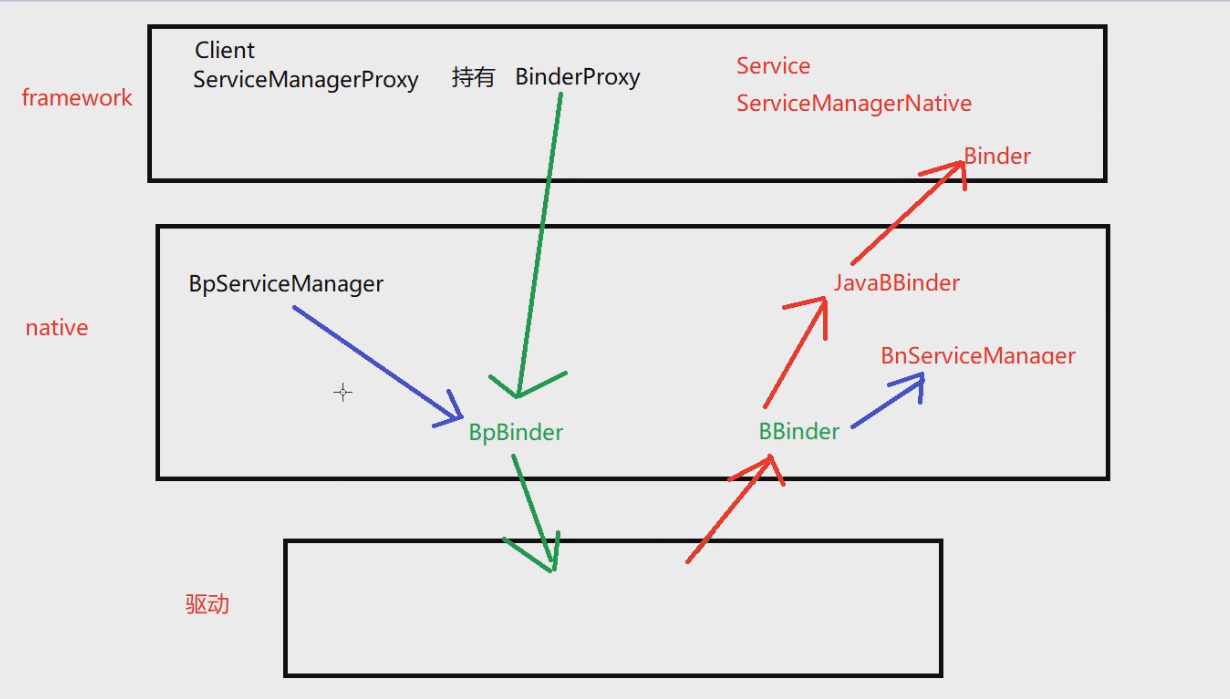 Client
ServiceManagerProxy 持有 BinderProxy
Service
ServiceManagerNative
framework
Binder
BpServiceManager
JavaBBinder
native
BnServiceManager
BpBinder
BBinder
驱动